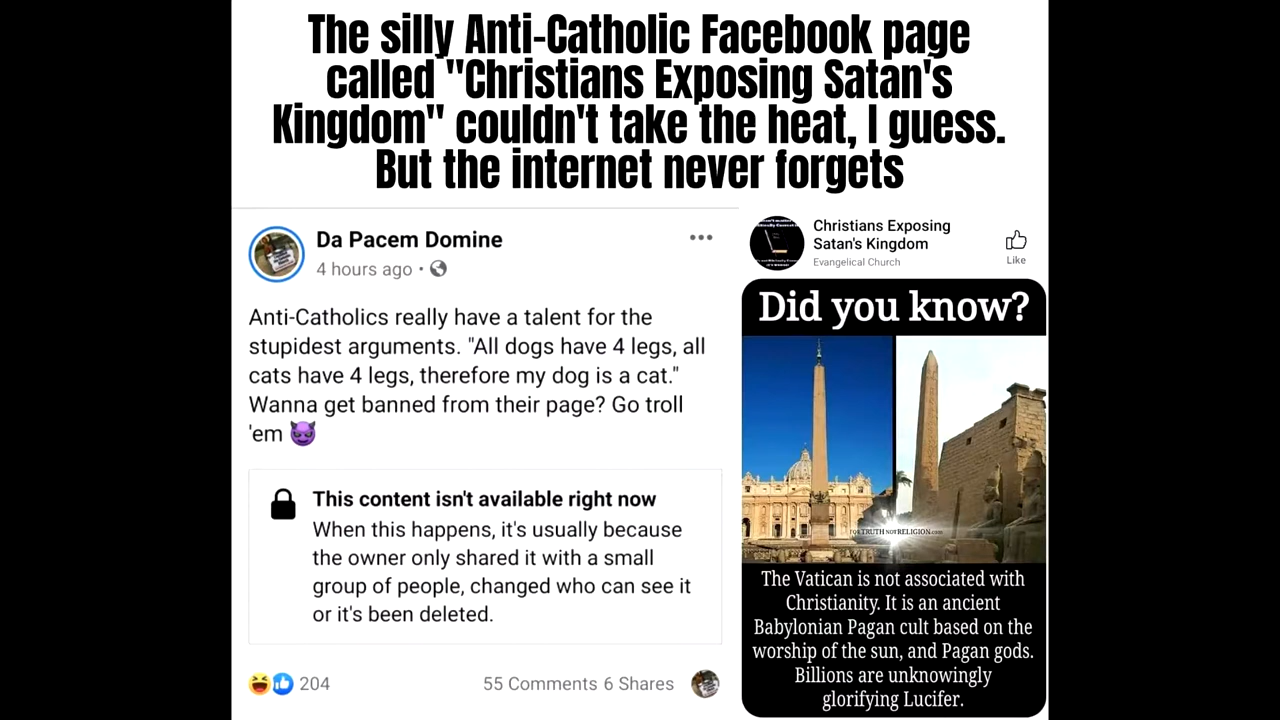 The silly Anti-Catholic Facebook page
called "Christians Exposing Satan's
Kingdom" couldn't take the heat, I guess.
But the internet never forgets
Da Pacem Domine
4 hours ago •
Anti-Catholics really have a talent for the
stupidest arguments. "All dogs have 4 legs, all
cats have 4 legs, therefore my dog is a cat."
Wanna get banned from their page? Go troll
'em 😈
This content isn't available right now
When this happens, it's usually because
the owner only shared it with a small
group of people, changed who can see it
or it's been deleted.
204
55 Comments 6 Shares
Christians Exposing
Satan's Kingdom
Evangelical Church
Like
Did you know?
TRUTH NOT RELIGION.com
The Vatican is not associated with
Christianity. It is an ancient
Babylonian Pagan cult based on the
worship of the sun, and Pagan gods.
Billions are unknowingly
glorifying Lucifer.